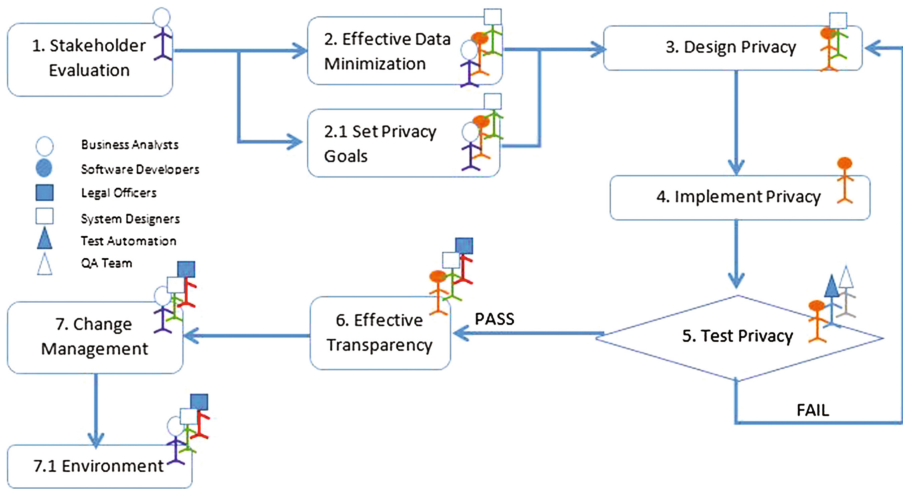 1. Stakeholder
Evaluation
2. Effective Data
Minimization
3. Design Privacy
2.1 Set Privacy
Goals
Business Analysts
Software Developers
Legal Officers
System Designers
Test Automation
QA Team
4. Implement Privacy
5. Test Privacy
PASS
FAIL
6. Effective
Transparency
7. Change
Management
7.1 Environment